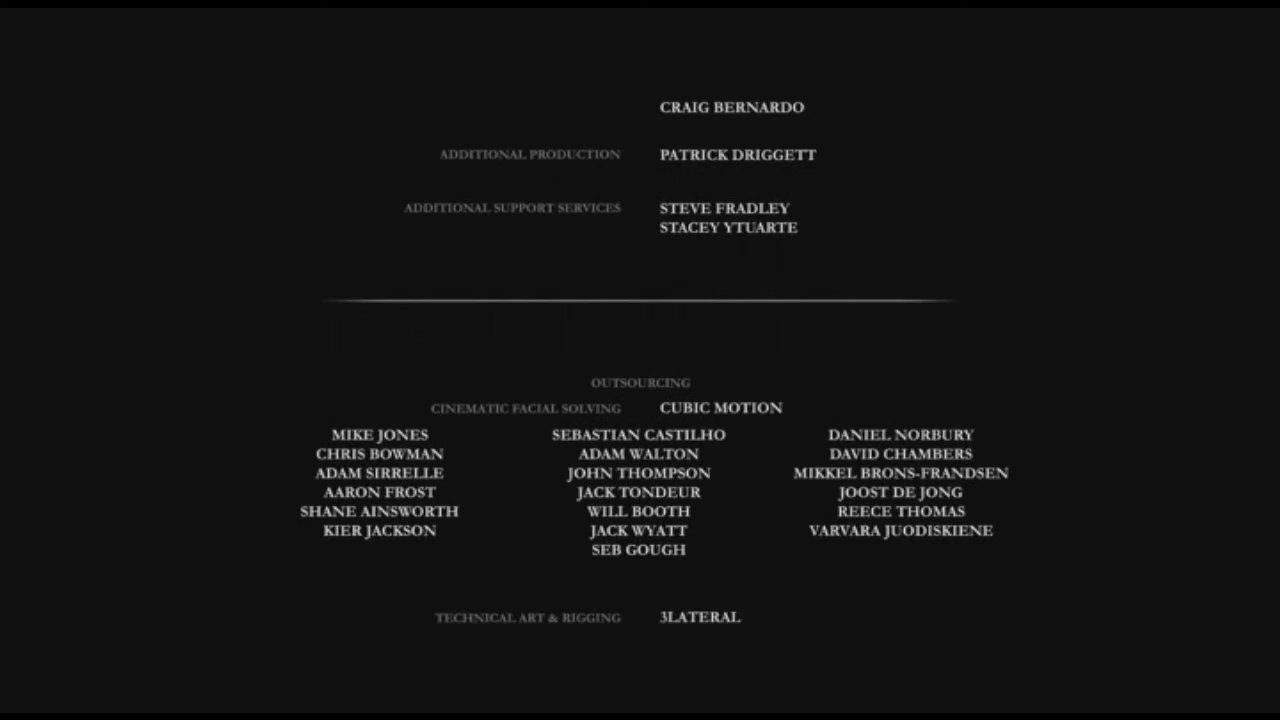 CRAIG BERNARDO
ADDITIONAL PRODUCTION PATRICK DRIGGETT
ADDITIONAL SUPPORT SERVICES STEVE FRADLEY
STACEY YTUARTE
OUTSOURCING
CINEMATIC FACIAL SOLVING CUBIC MOTION
MIKE JONES SEBASTIAN CASTILHO DANIEL NORBURY
CHRIS BOWMAN ADAM WALTON DAVID CHAMBERS
ADAM SIRRELLE JOHN THOMPSON MIKKEL BRONS-FRANDSEN
AARON FROST JACK TONDEUR JOOST DE JONG
SHANE AINSWORTH WILL BOOTH REECE THOMAS
KIER JACKSON JACK WYATT VARVARA JUODISKIENE
SEB GOUGH
TECHNICAL ART & RIGGING 3LATERAL